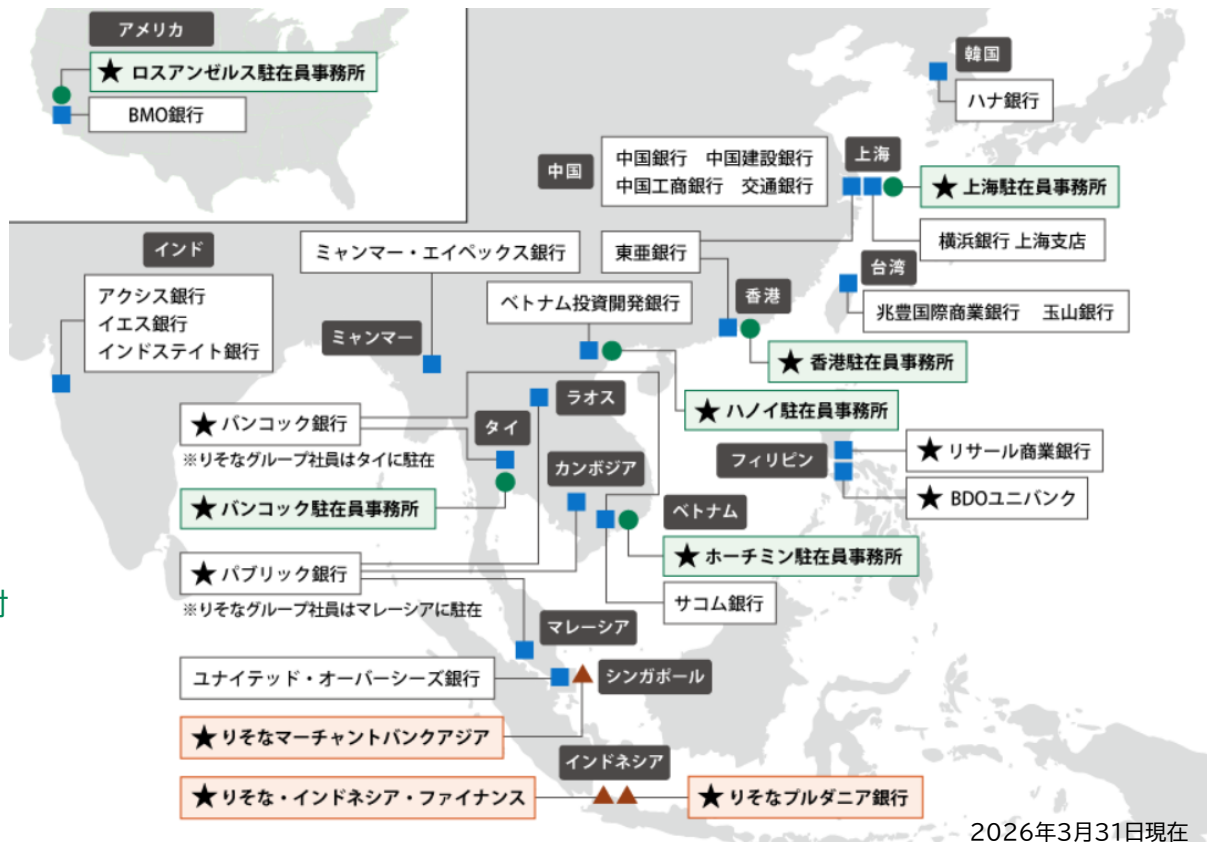 アメリカ
★ ロスアンゼルス駐在員事務所
BMO銀行
韓国
ハナ銀行
中国
中国銀行　中国建設銀行
中国工商銀行　交通銀行
上海
★ 上海駐在員事務所
横浜銀行 上海支店
東亜銀行
台湾
兆豊国際商業銀行　玉山銀行
香港
★ 香港駐在員事務所
インド
アクシス銀行
イエス銀行
インドステイト銀行
ミャンマー・エイペックス銀行
ミャンマー
ベトナム投資開発銀行
★ ハノイ駐在員事務所
★ バンコック銀行
※りそなグループ社員はタイに駐在
タイ
ラオス
カンボジア
★ バンコック駐在員事務所
フィリピン
★ リサール商業銀行
★ BDOユニバンク
ベトナム
★ ホーチミン駐在員事務所
サコム銀行
★ パブリック銀行
※りそなグループ社員はマレーシアに駐在
マレーシア
ユナイテッド・オーバーシーズ銀行
シンガポール
★ りそなマーチャントバンクアジア
インドネシア
★ りそな・インドネシア・ファイナンス
★ りそなプルダニア銀行
2026年3月31日現在